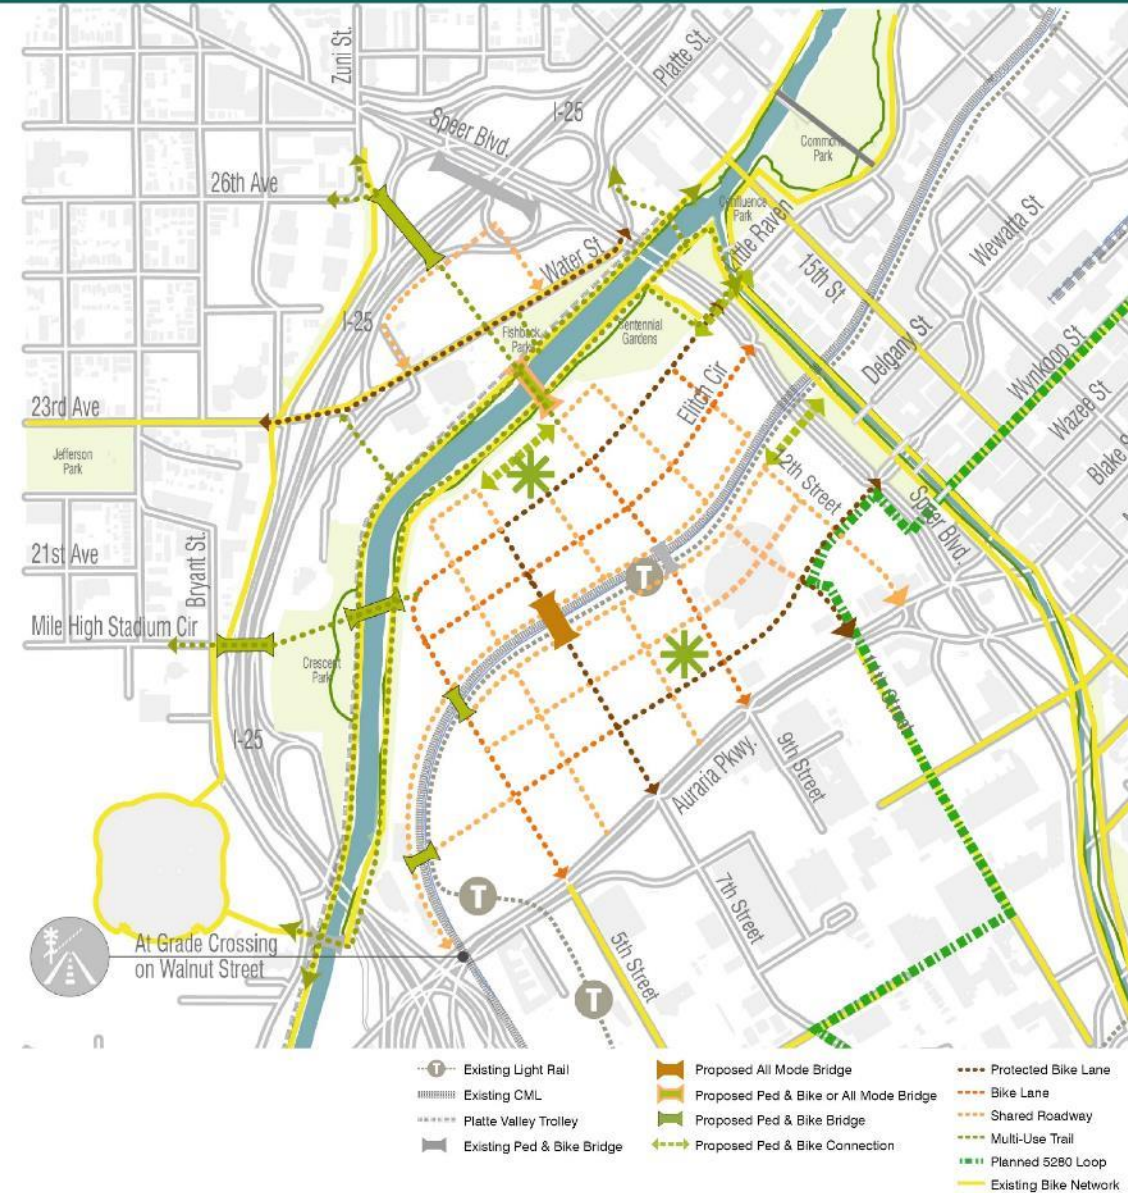 Zuni St.
Platte St.
I-25
Speer Blvd.
Commons
Park
26th Ave
Confluence
Park
Wewatta St
Little Raven
Water St.
15th St
I-25
Fishback
Park
Centennial
Gardens
Delgany St
Wynkoop St
Elitch Cir
Wazee St
23rd Ave
Jefferson
Park
Blake S
12th Street
Speer Blvd.
21st Ave
Bryant St.
T
Mile High Stadium Cir
Crescent
Park
I-25
9th Street
Auraria Pkwy.
T
7th Street
At Grade Crossing
on Walnut Street
5th Street
T
T Existing Light Rail
Existing CML
Platte Valley Trolley
Existing Ped & Bike Bridge
Proposed All Mode Bridge
Proposed Ped & Bike or All Mode Bridge
Proposed Ped & Bike Bridge
Proposed Ped & Bike Connection
Protected Bike Lane
Bike Lane
Shared Roadway
Multi-Use Trail
Planned 5280 Loop
Existing Bike Network